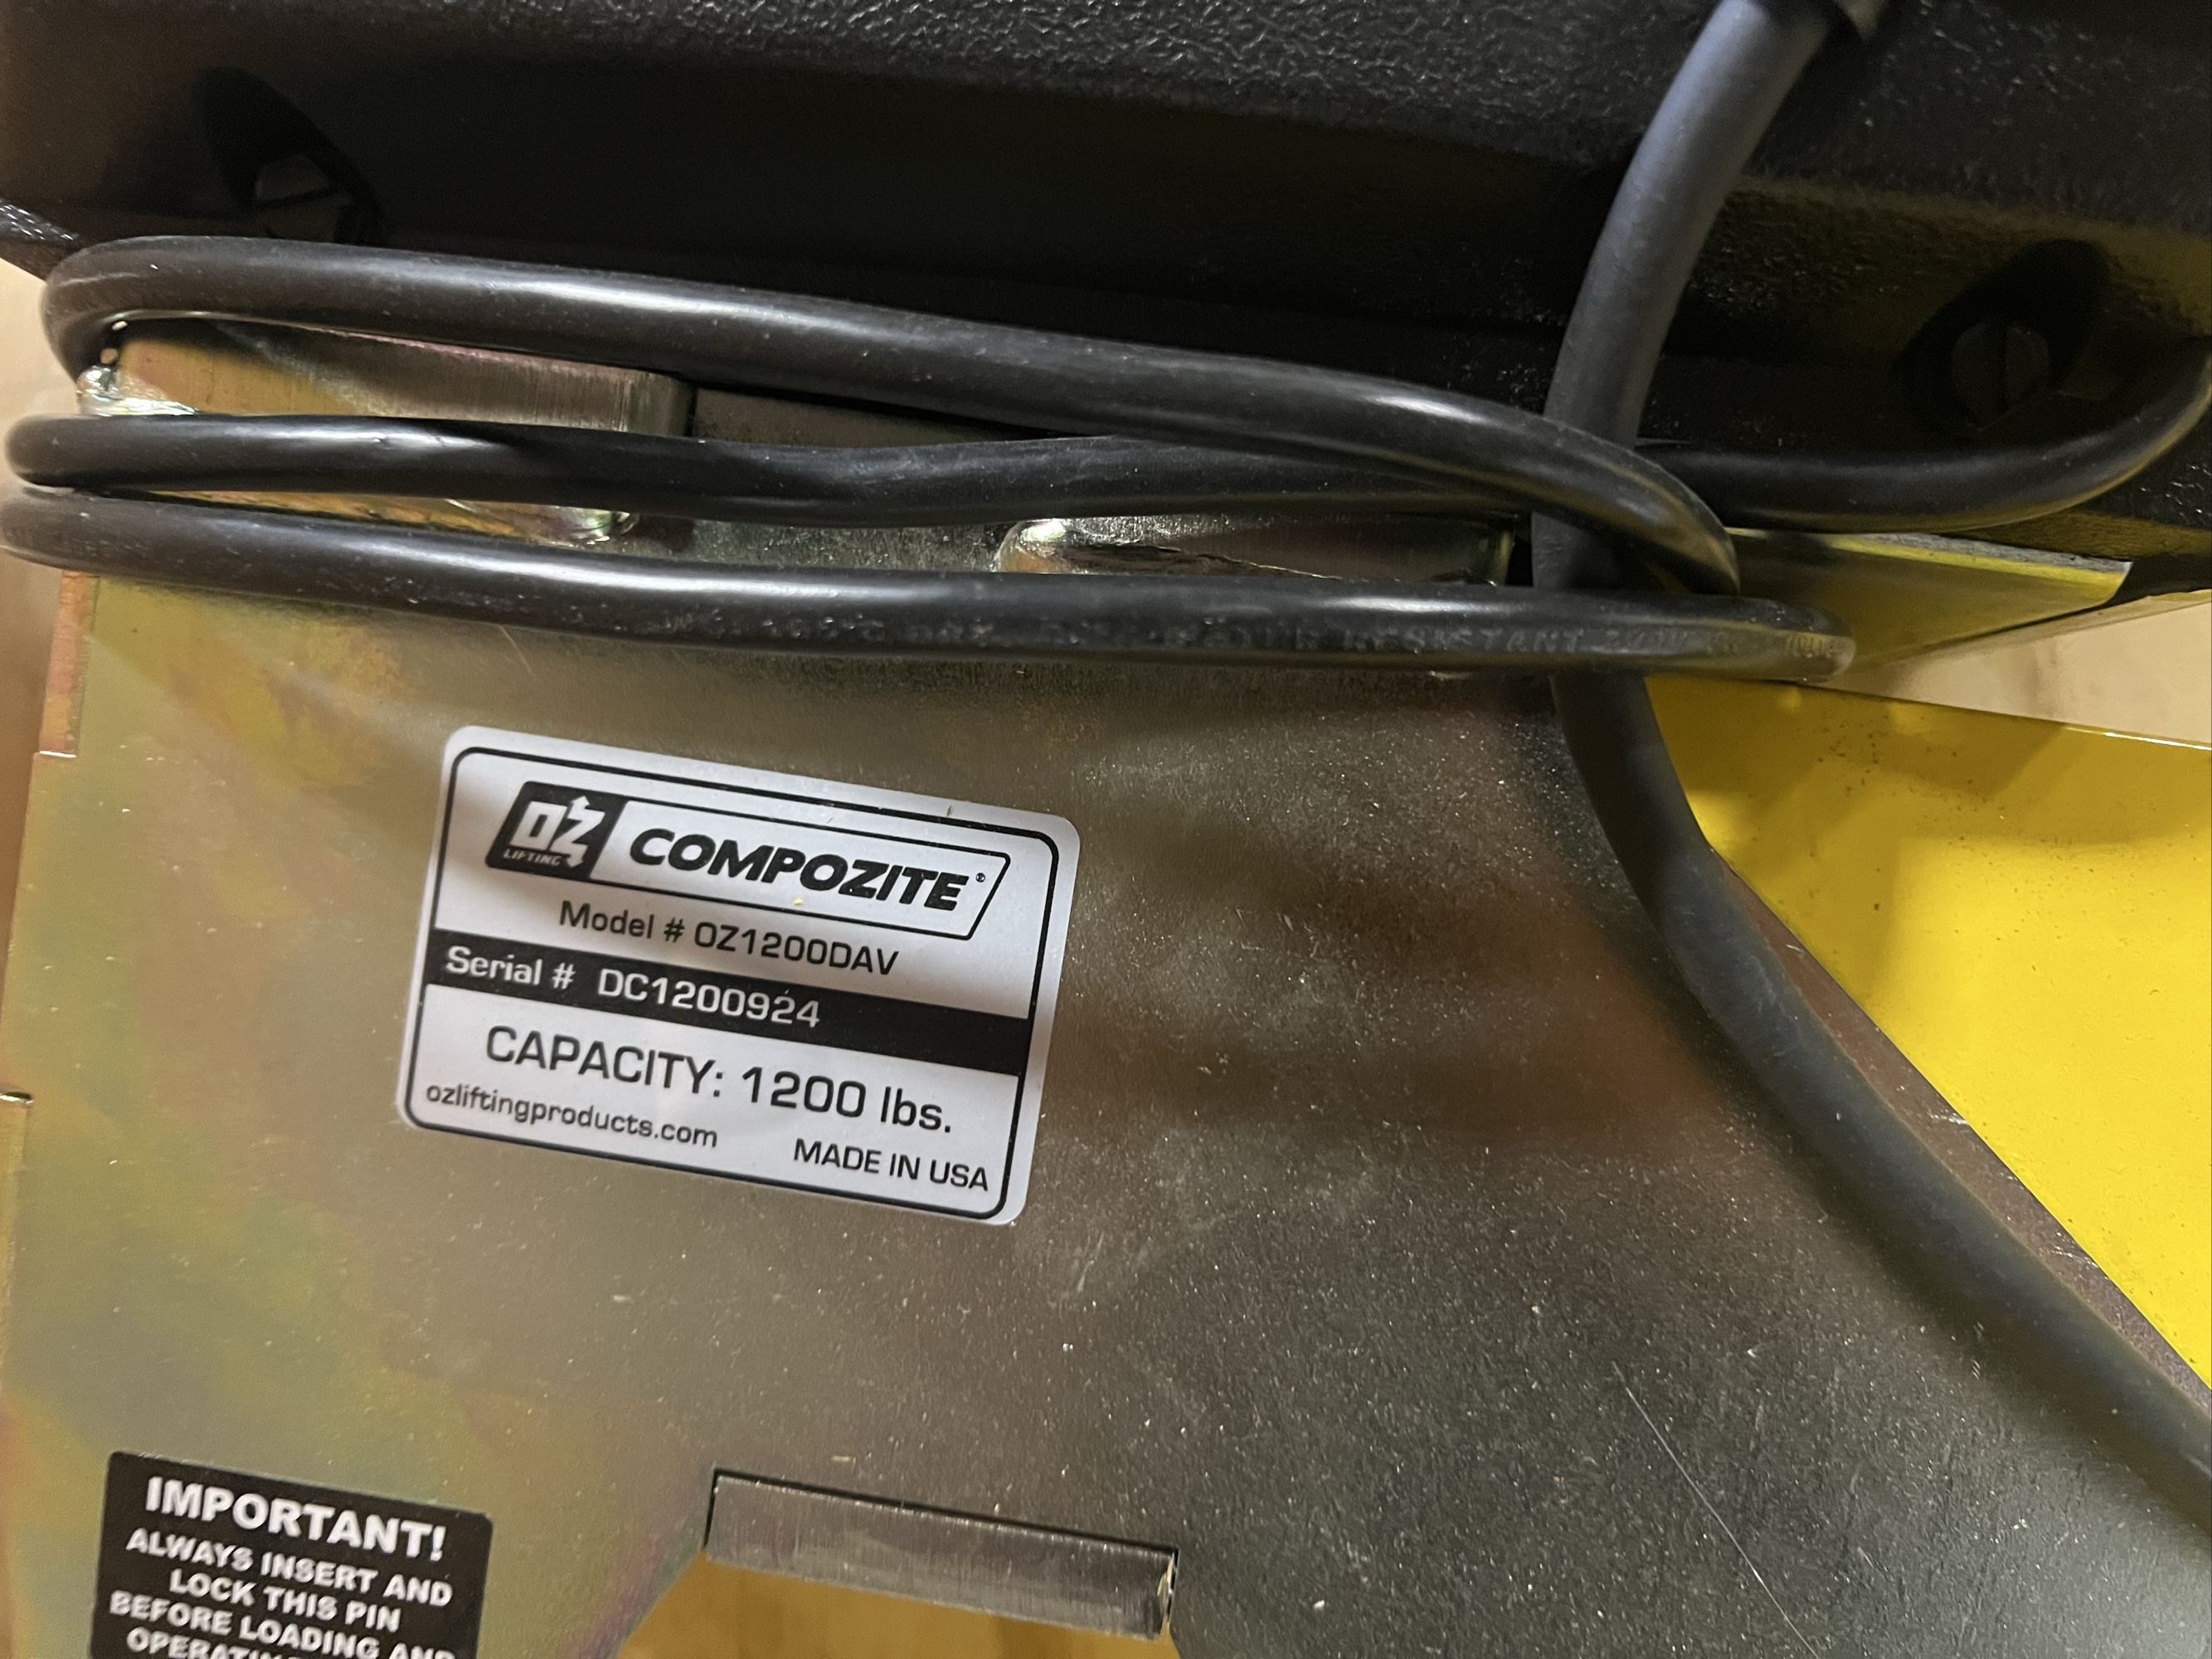 RESISTANT
OZ
LIFTING
COMPOZITE®
Model # OZ1200DAV
Serial # DC1200924
CAPACITY: 1200 lbs.
ozliftingproducts.com
MADE IN USA
IMPORTANT!
ALWAYS INSERT AND
LOCK THIS PIN
BEFORE LOADING AND